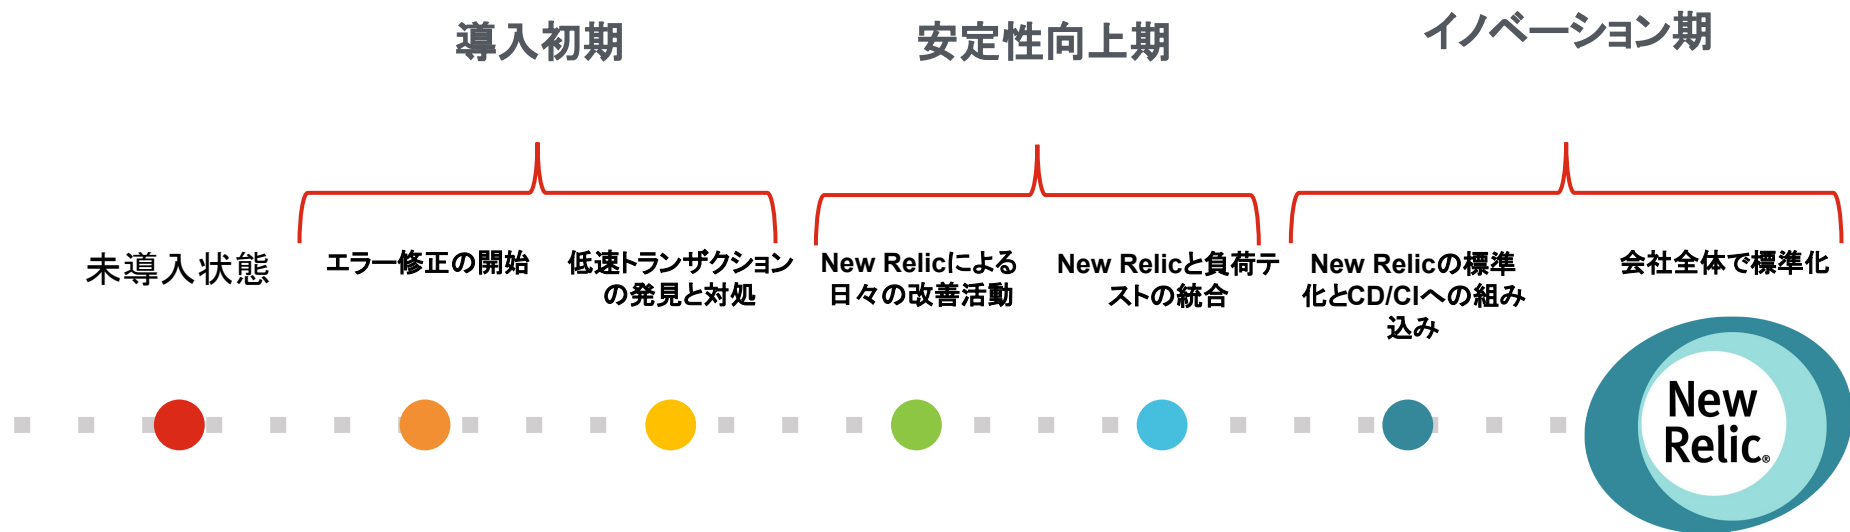 導入初期
安定性向上期
イノベーション期
未導入状態
エラー修正の開始
低速トランザクション
の発見と対処
New Relicによる
日々の改善活動
New Relicと負荷テ
ストの統合
New Relicの標準
化とCD/CIへの組み
込み
会社全体で標準化
New
Relic®